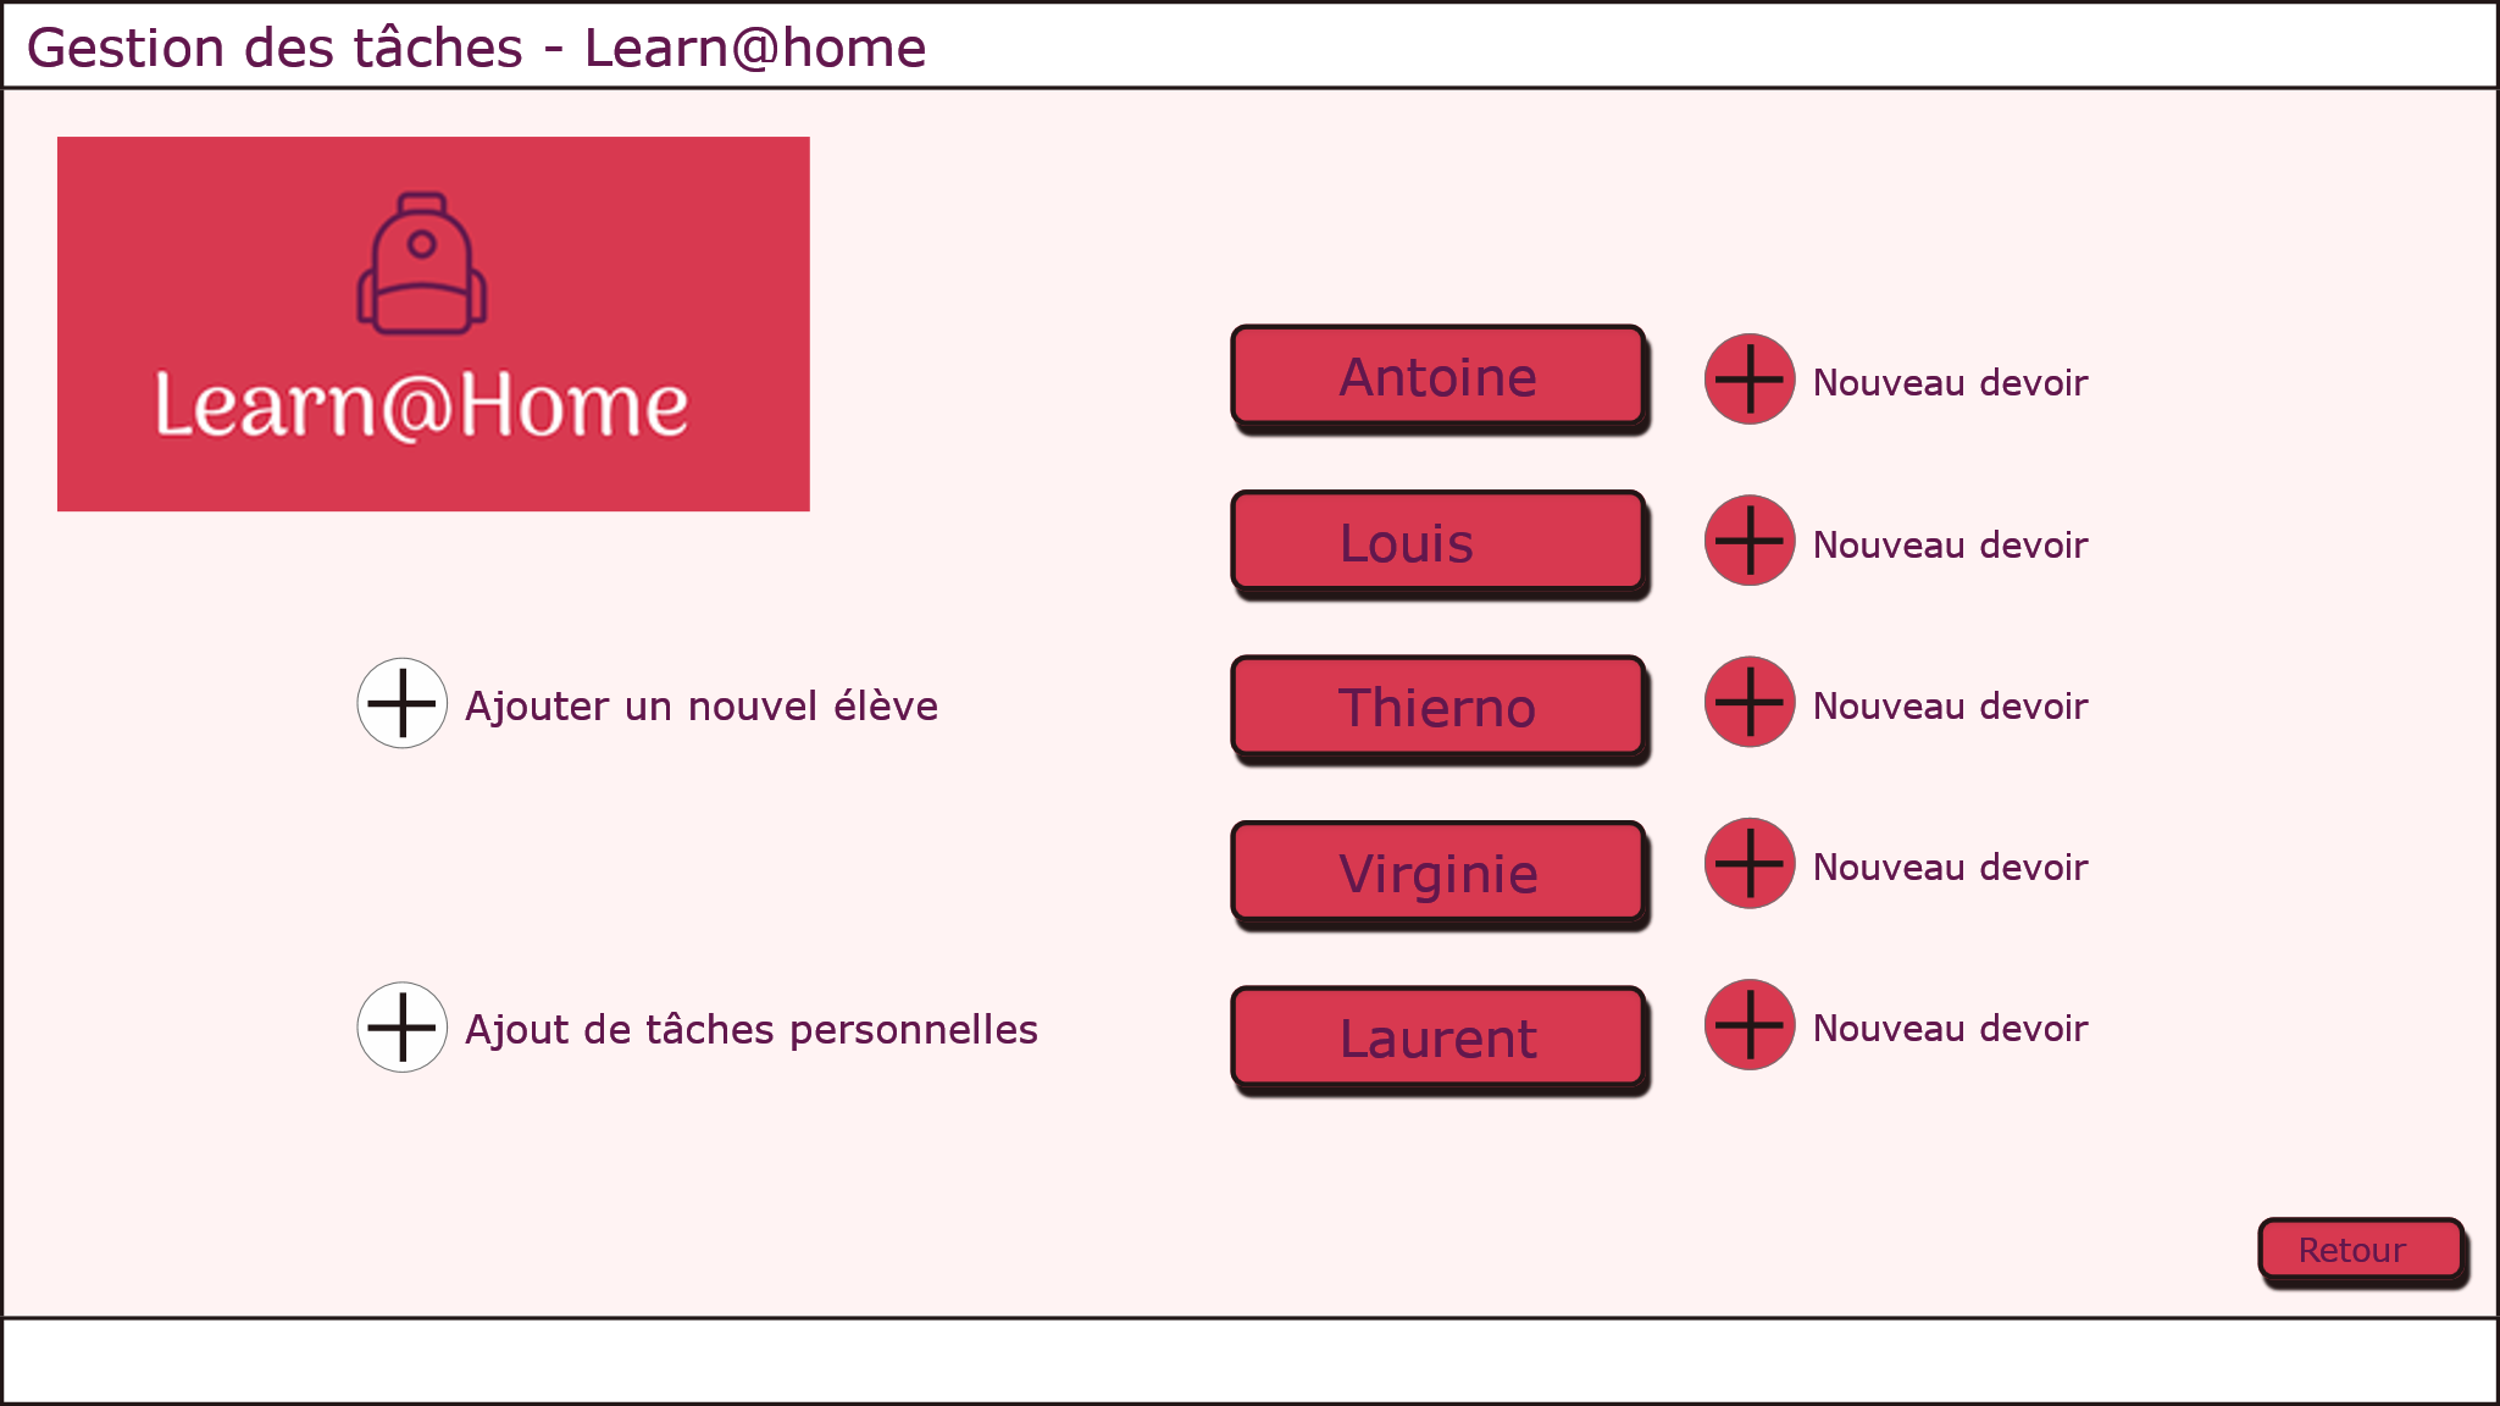 Gestion des tâches - Learn@home
Learn@Home
Antoine
Nouveau devoir
Louis
Nouveau devoir
Ajouter un nouvel élève
Thierno
Nouveau devoir
Virginie
Nouveau devoir
Ajout de tâches personnelles
Laurent
Nouveau devoir
Retour